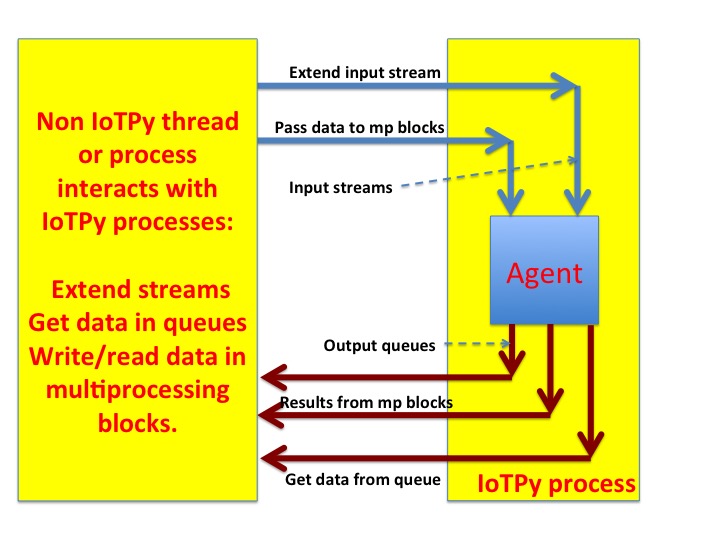 Non IoTPy thread
or process
interacts with
IoTPy processes:
Extend streams
Get data in queues
Write/read data in
multiprocessing
blocks.
Extend input stream
Pass data to mp blocks
Input streams
Agent
Output queues
Results from mp blocks
Get data from queue
IoTPy process